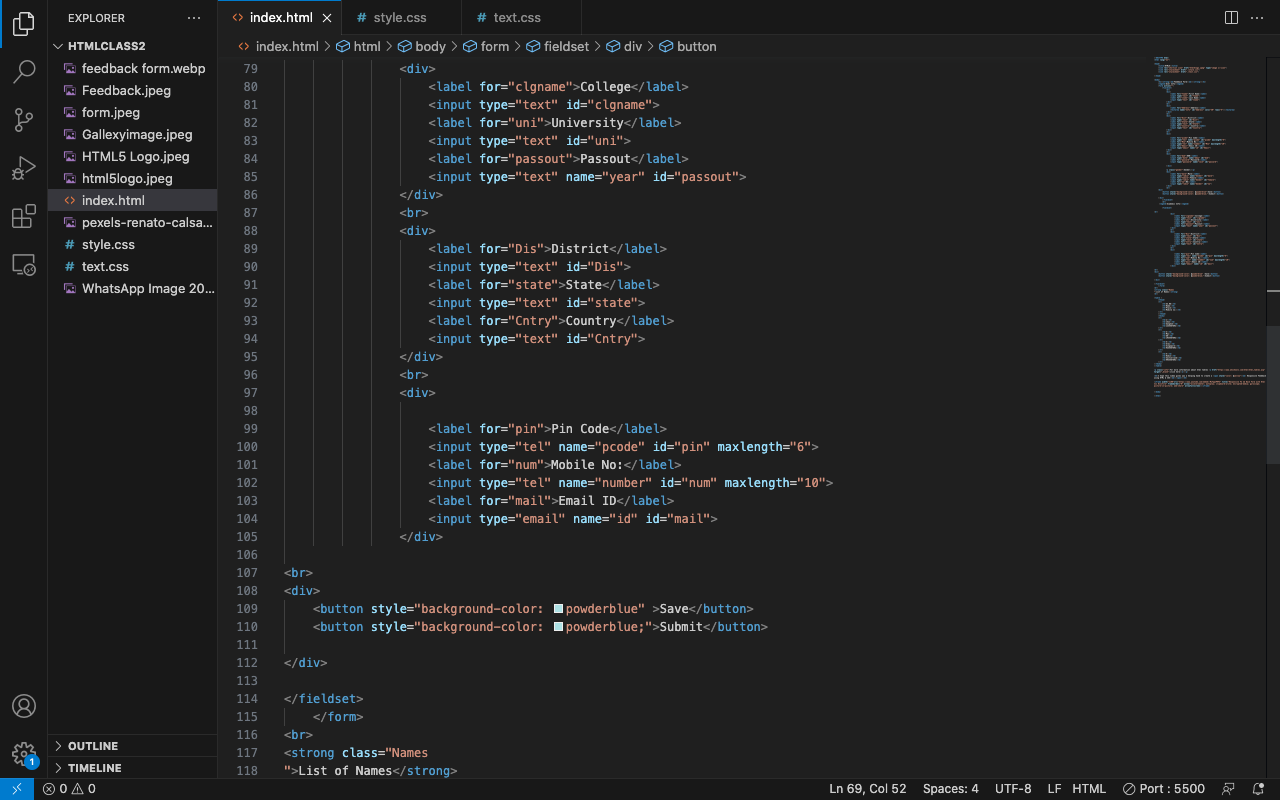 EXPLORER
HTMLCLASS2
feedback form.webp
Feedback.jpeg
form.jpeg
Gallexyimage.jpeg
HTML5 Logo.jpeg
html5logo.jpeg
index.html
pexels-renato-calsa...
style.css
text.css
WhatsApp Image 20...
OUTLINE
TIMELINE
1
index.html
style.css
text.css
index.html > html > body > form > fieldset > div > button
79 <div>
80 <label for="clgname">College</label>
81 <input type="text" id="clgname">
82 <label for="uni">University</label>
83 <input type="text" id="uni">
84 <label for="passout">Passout</label>
85 <input type="text" name="year" id="passout">
86 </div>
87 <br>
88 <div>
89 <label for="Dis">District</label>
90 <input type="text" id="Dis">
91 <label for="state">State</label>
92 <input type="text" id="state">
93 <label for="Cntry">Country</label>
94 <input type="text" id="Cntry">
95 </div>
96 <br>
97 <div>
98
99 <label for="pin">Pin Code</label>
100 <input type="tel" name="pcode" id="pin" maxlength="6">
101 <label for="num">Mobile No:</label>
102 <input type="tel" name="number" id="num" maxlength="10">
103 <label for="mail">Email ID</label>
104 <input type="email" name="id" id="mail">
105 </div>
106
107 <br>
108 <div>
109 <button style="background-color: powderblue" >Save</button>
110 <button style="background-color: powderblue;">Submit</button>
111
112 </div>
113
114 </fieldset>
115 </form>
116 <br>
117 <strong class="Names
118 ">List of Names</strong>
0 0 Ln 69, Col 52 Spaces: 4 UTF-8 LF HTML Port : 5500